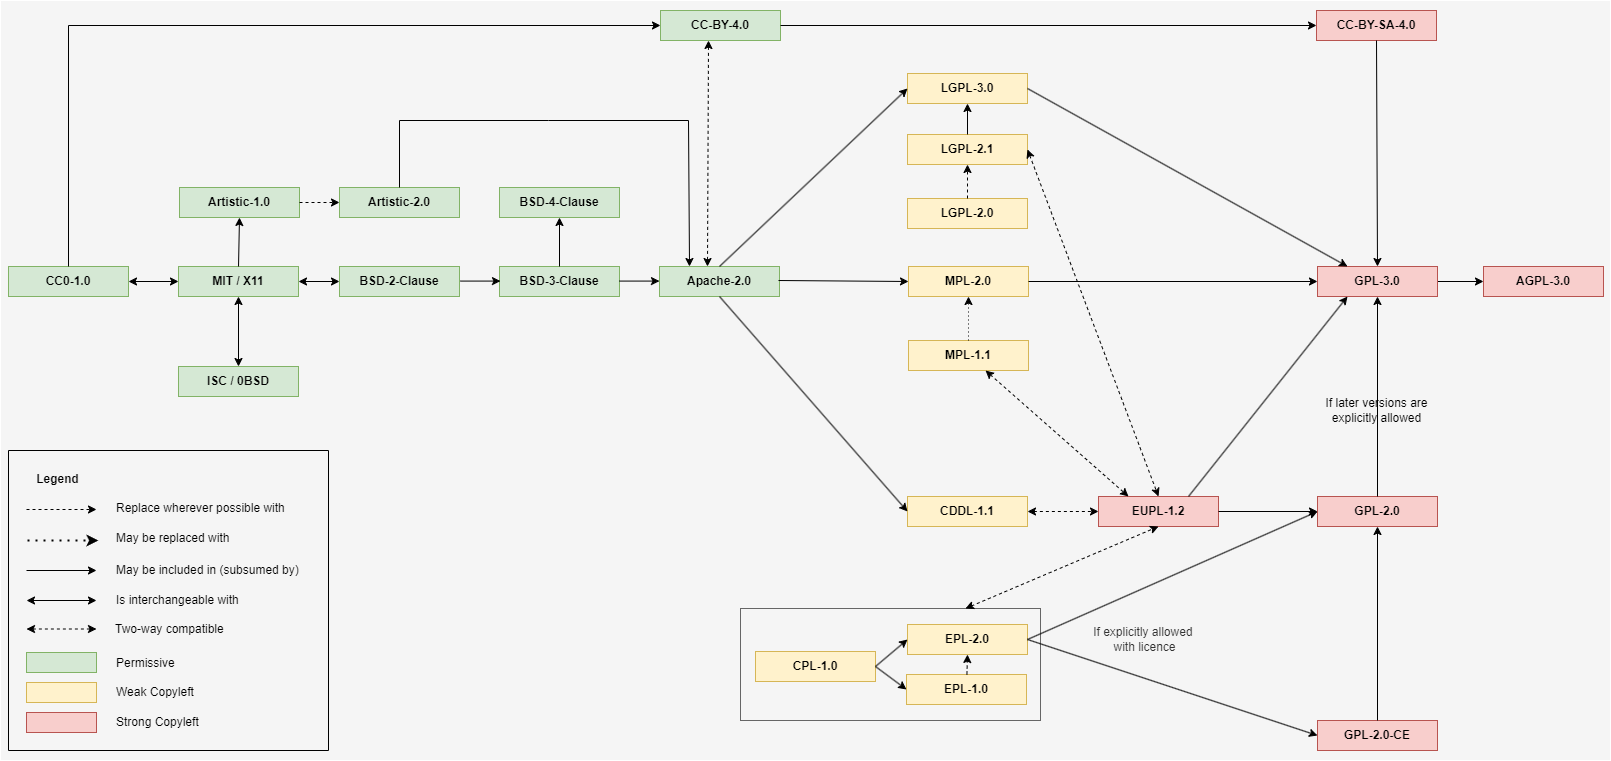 CC-BY-4.0
CC-BY-SA-4.0
LGPL-3.0
LGPL-2.1
Artistic-1.0
Artistic-2.0
BSD-4-Clause
LGPL-2.0
CC0-1.0
MIT / X11
BSD-2-Clause
BSD-3-Clause
Apache-2.0
MPL-2.0
GPL-3.0
AGPL-3.0
MPL-1.1
ISC / 0BSD
If later versions are
explicitly allowed
CDDL-1.1
EUPL-1.2
GPL-2.0
If explicitly allowed
with licence
EPL-2.0
CPL-1.0
EPL-1.0
GPL-2.0-CE
Legend
Replace wherever possible with
May be replaced with
May be included in (subsumed by)
Is interchangeable with
Two-way compatible
Permissive
Weak Copyleft
Strong Copyleft